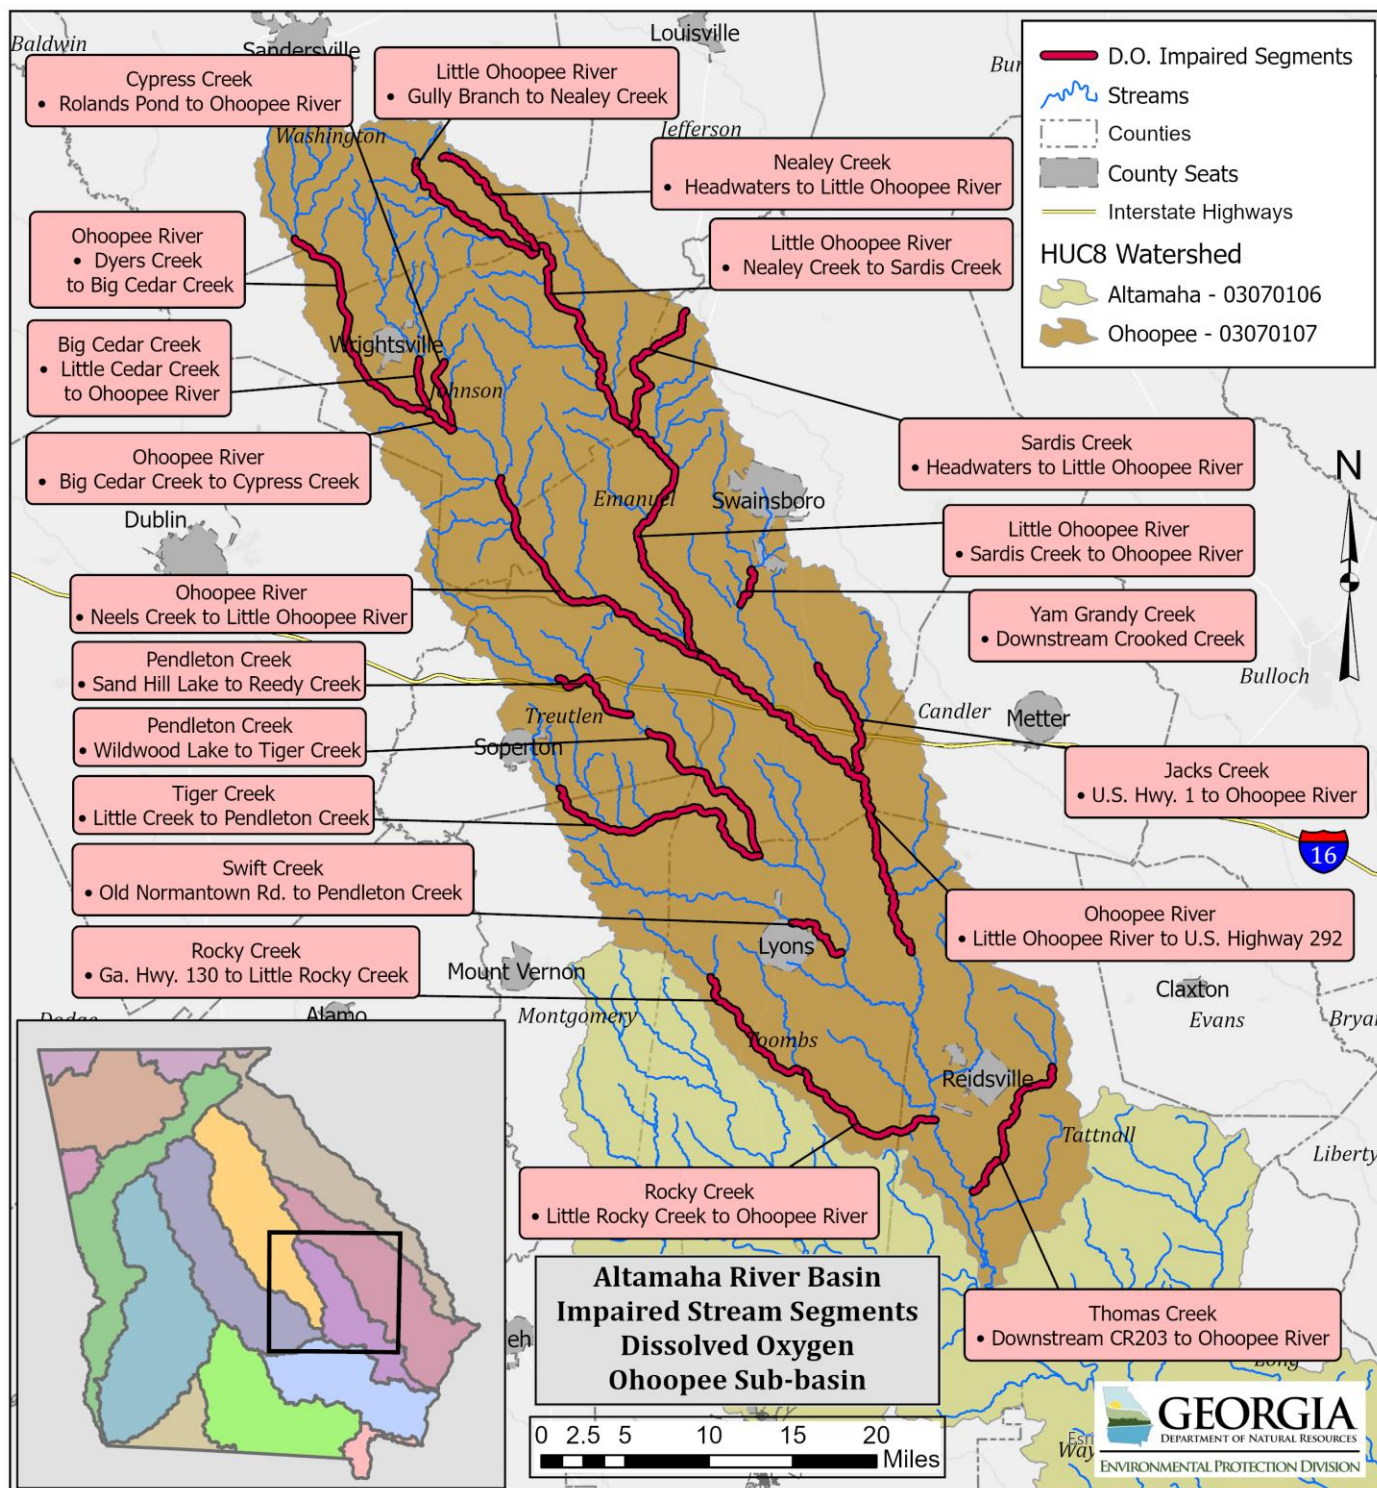 Baldwin
Sandersville
Louisville
Cypress Creek
• Rolands Pond to Ohoopee River
Little Ohoopee River
• Gully Branch to Nealey Creek
Washington
Jefferson
Nealey Creek
• Headwaters to Little Ohoopee River
D.O. Impaired Segments
Streams
Counties
County Seats
Interstate Highways
HUC8 Watershed
Altamaha - 03070106
Ohoopee - 03070107
Ohoopee River
• Dyers Creek
to Big Cedar Creek
Little Ohoopee River
• Nealey Creek to Sardis Creek
Big Cedar Creek
• Little Cedar Creek
to Ohoopee River
Wrightsville
Johnson
Ohoopee River
• Big Cedar Creek to Cypress Creek
Sardis Creek
• Headwaters to Little Ohoopee River
N
Dublin
Emanuel
Swainsboro
Little Ohoopee River
• Sardis Creek to Ohoopee River
Ohoopee River
• Neels Creek to Little Ohoopee River
Yam Grandy Creek
• Downstream Crooked Creek
Pendleton Creek
• Sand Hill Lake to Reedy Creek
Bulloch
Treutlen
Candler
Metter
Pendleton Creek
• Wildwood Lake to Tiger Creek
Soperton
Jacks Creek
• U.S. Hwy. 1 to Ohoopee River
Tiger Creek
• Little Creek to Pendleton Creek
16
Swift Creek
• Old Normantown Rd. to Pendleton Creek
Ohoopee River
• Little Ohoopee River to U.S. Highway 292
Rocky Creek
• Ga. Hwy. 130 to Little Rocky Creek
Lyons
Mount Vernon
Claxton
Montgomery
Evans
Bryan
Dodge
Alamo
Toombs
Reidsville
Tattnall
Liberty
Rocky Creek
• Little Rocky Creek to Ohoopee River
Altamaha River Basin
Impaired Stream Segments
Dissolved Oxygen
Ohoopee Sub-basin
Thomas Creek
• Downstream CR203 to Ohoopee River
Long
0 2.5 5 10 15 20
Miles
GEORGIA
DEPARTMENT OF NATURAL RESOURCES
ENVIRONMENTAL PROTECTION DIVISION